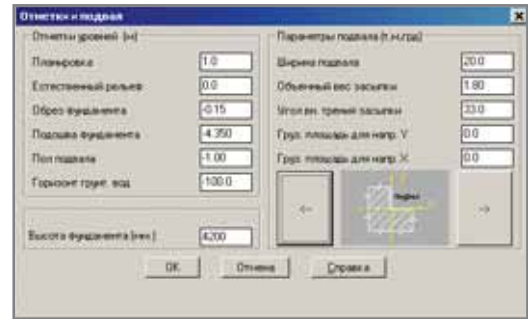 Отметки и подвал
Отметки уровней (м)
Планировка 1.0
Естественный рельеф 0.0
Обрез фундамента -0.15
Подошва фундамента -4.350
Пол подвала -1.00
Горизонт грунт. вод -100.0
Высота фундамента (мм.) 4200
Параметры подвала (т.м,град)
Ширина подвала 20.0
Объемный вес засыпки 1.80
Угол вн. трения засыпки 33.0
Груз. площадь для напр. Y 0.0
Груз. площадь для напр. X 0.0
<- подвал ->
OK Отмена Справка